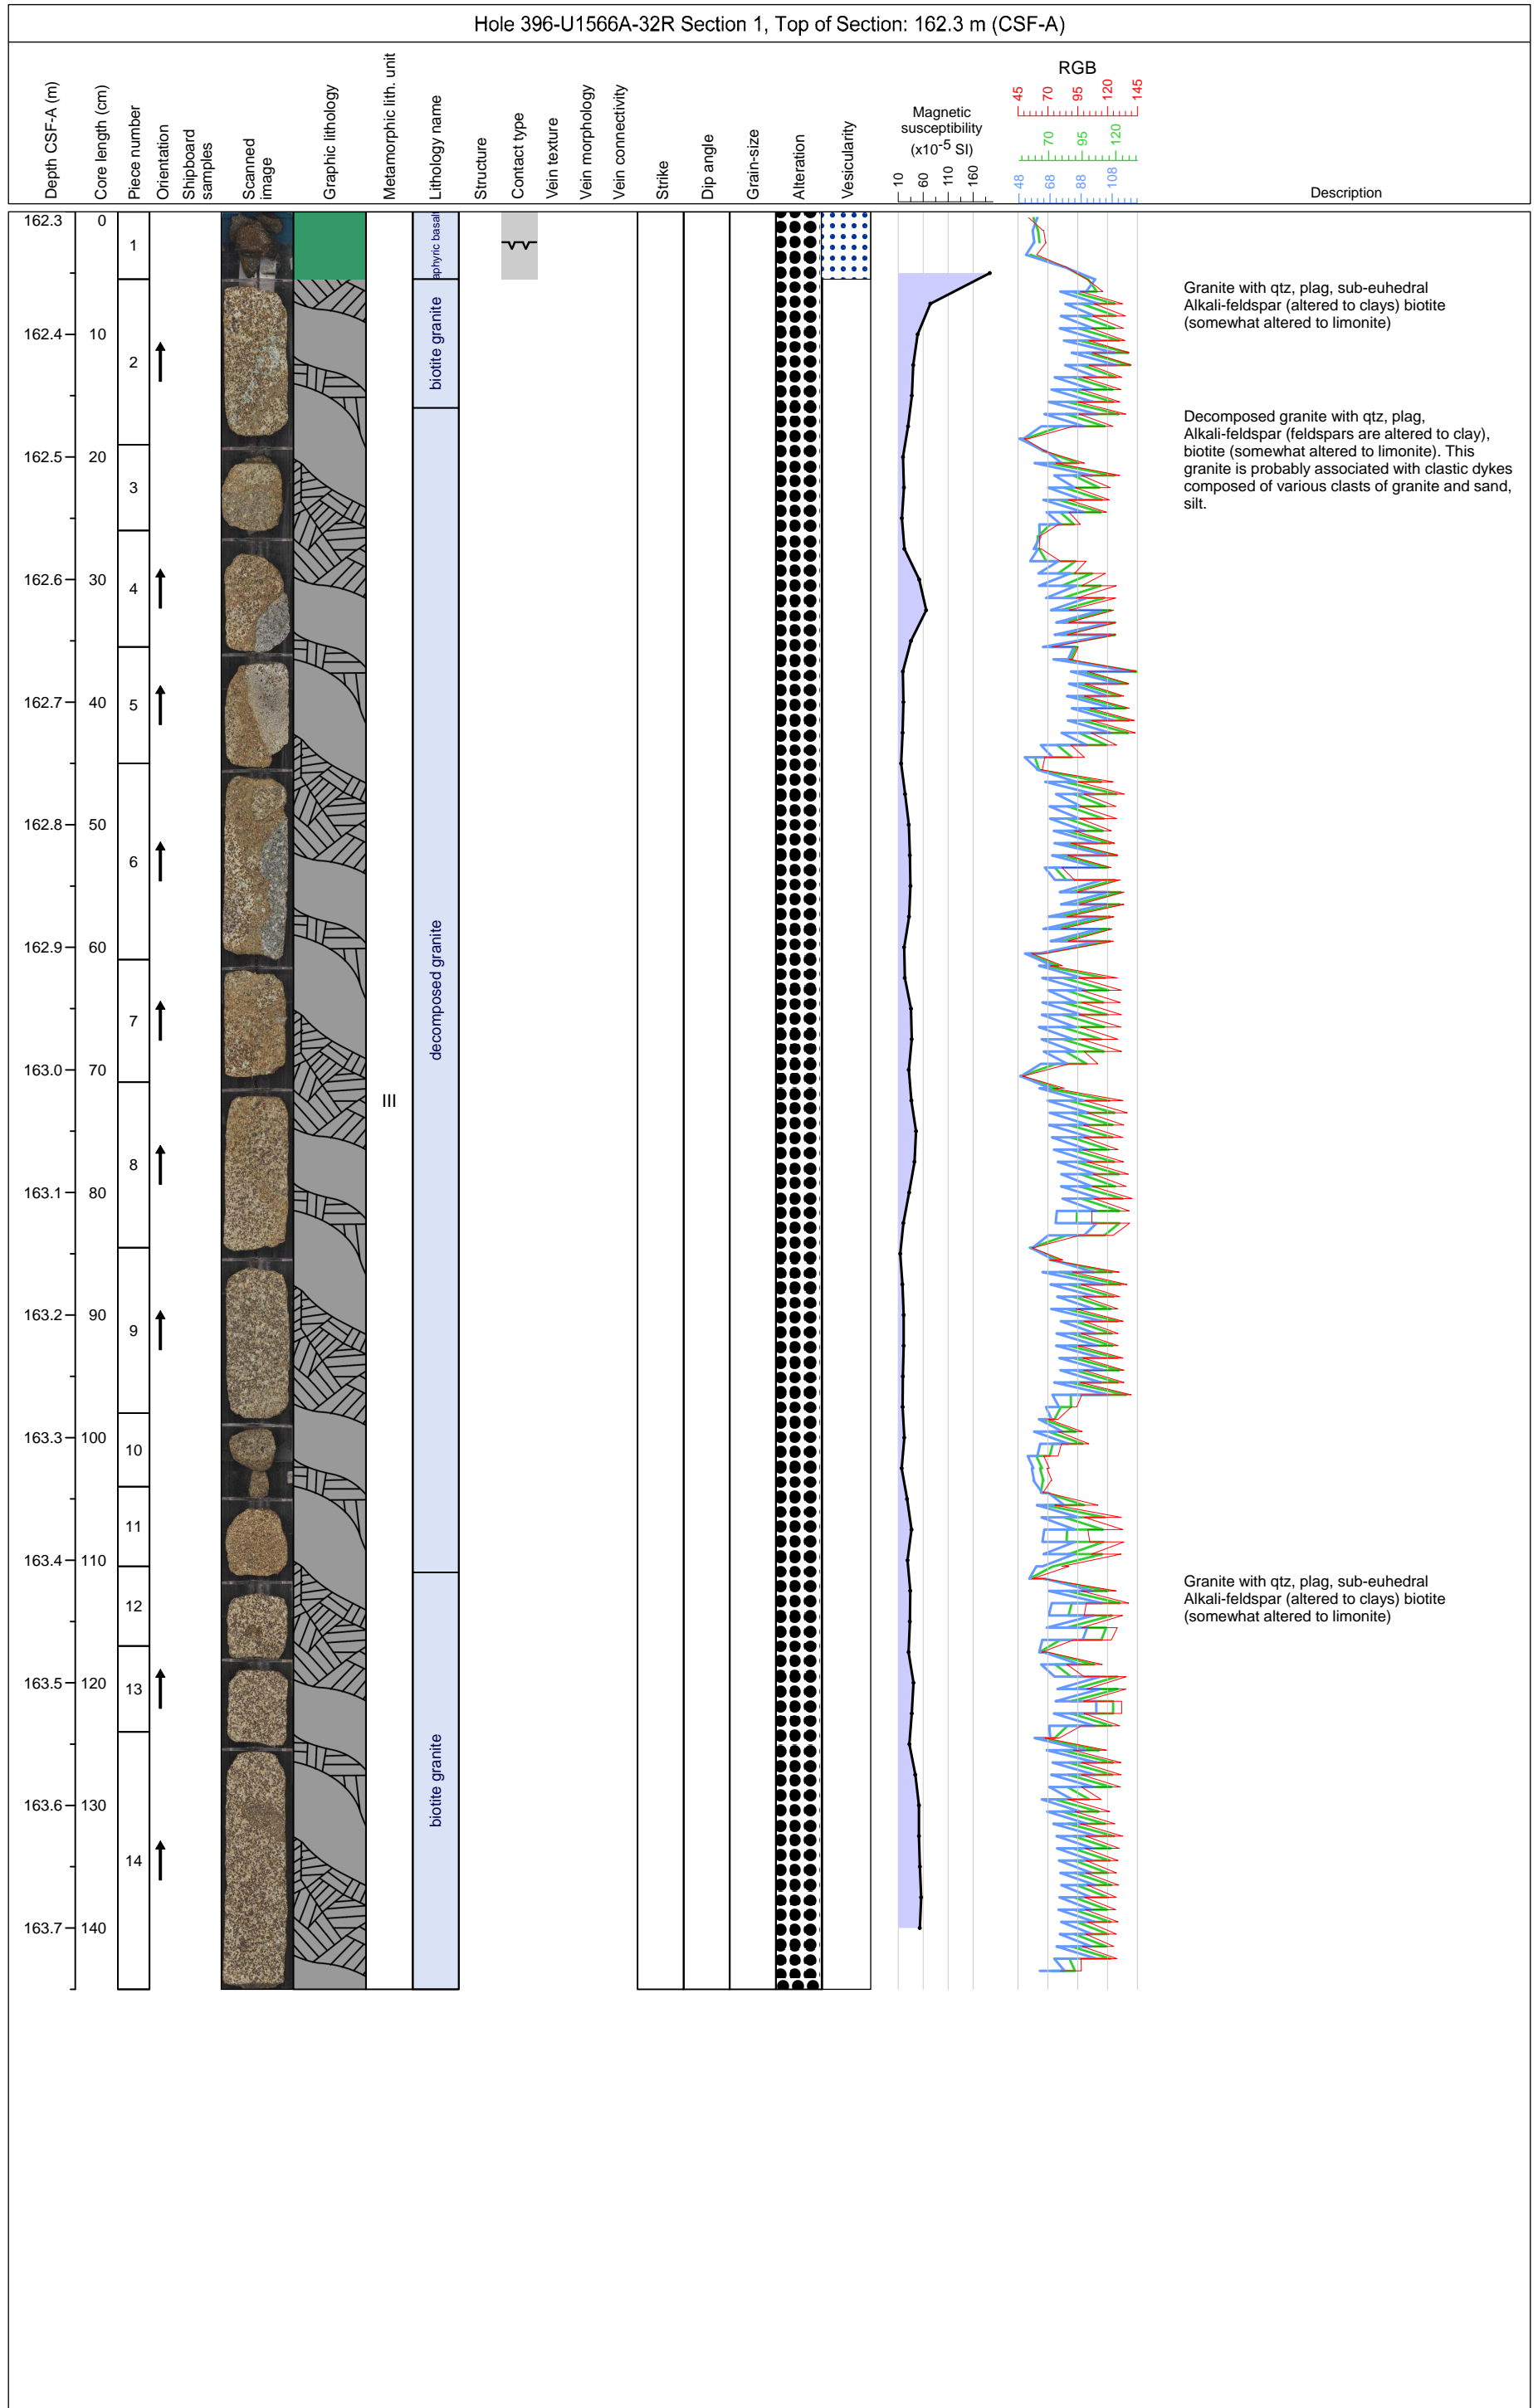 Hole 396-U1566A-32R Section 1, Top of Section: 162.3 m (CSF-A)
Depth CSF-A (m)
Core length (cm)
Piece number
Orientation
Shipboard
samples
Scanned
image
Graphic lithology
Metamorphic lith. unit
Lithology name
Structure
Contact type
Vein texture
Vein morphology
Vein connectivity
Strike
Dip angle
Grain-size
Alteration
Vesicularity
Magnetic
susceptibility
(x10-5 SI)
10 60 110 160
RGB
45 70 95 120 145
70 95 120
48 68 88 108
Description
162.3 0
1
aphyric basalt
Granite with qtz, plag, sub-euhedral
Alkali-feldspar (altered to clays) biotite
(somewhat altered to limonite)
biotite granite
162.4 10
2
Decomposed granite with qtz, plag,
Alkali-feldspar (feldspars are altered to clay),
biotite (somewhat altered to limonite). This
granite is probably associated with clastic dykes
composed of various clasts of granite and sand,
silt.
162.5 20
3
162.6 30
4
162.7 40
5
162.8 50
6
162.9 60
decomposed granite
7
163.0 70
III
8
163.1 80
163.2 90
9
163.3 100
10
11
163.4 110
Granite with qtz, plag, sub-euhedral
Alkali-feldspar (altered to clays) biotite
(somewhat altered to limonite)
12
163.5 120
13
163.6 130
biotite granite
14
163.7 140